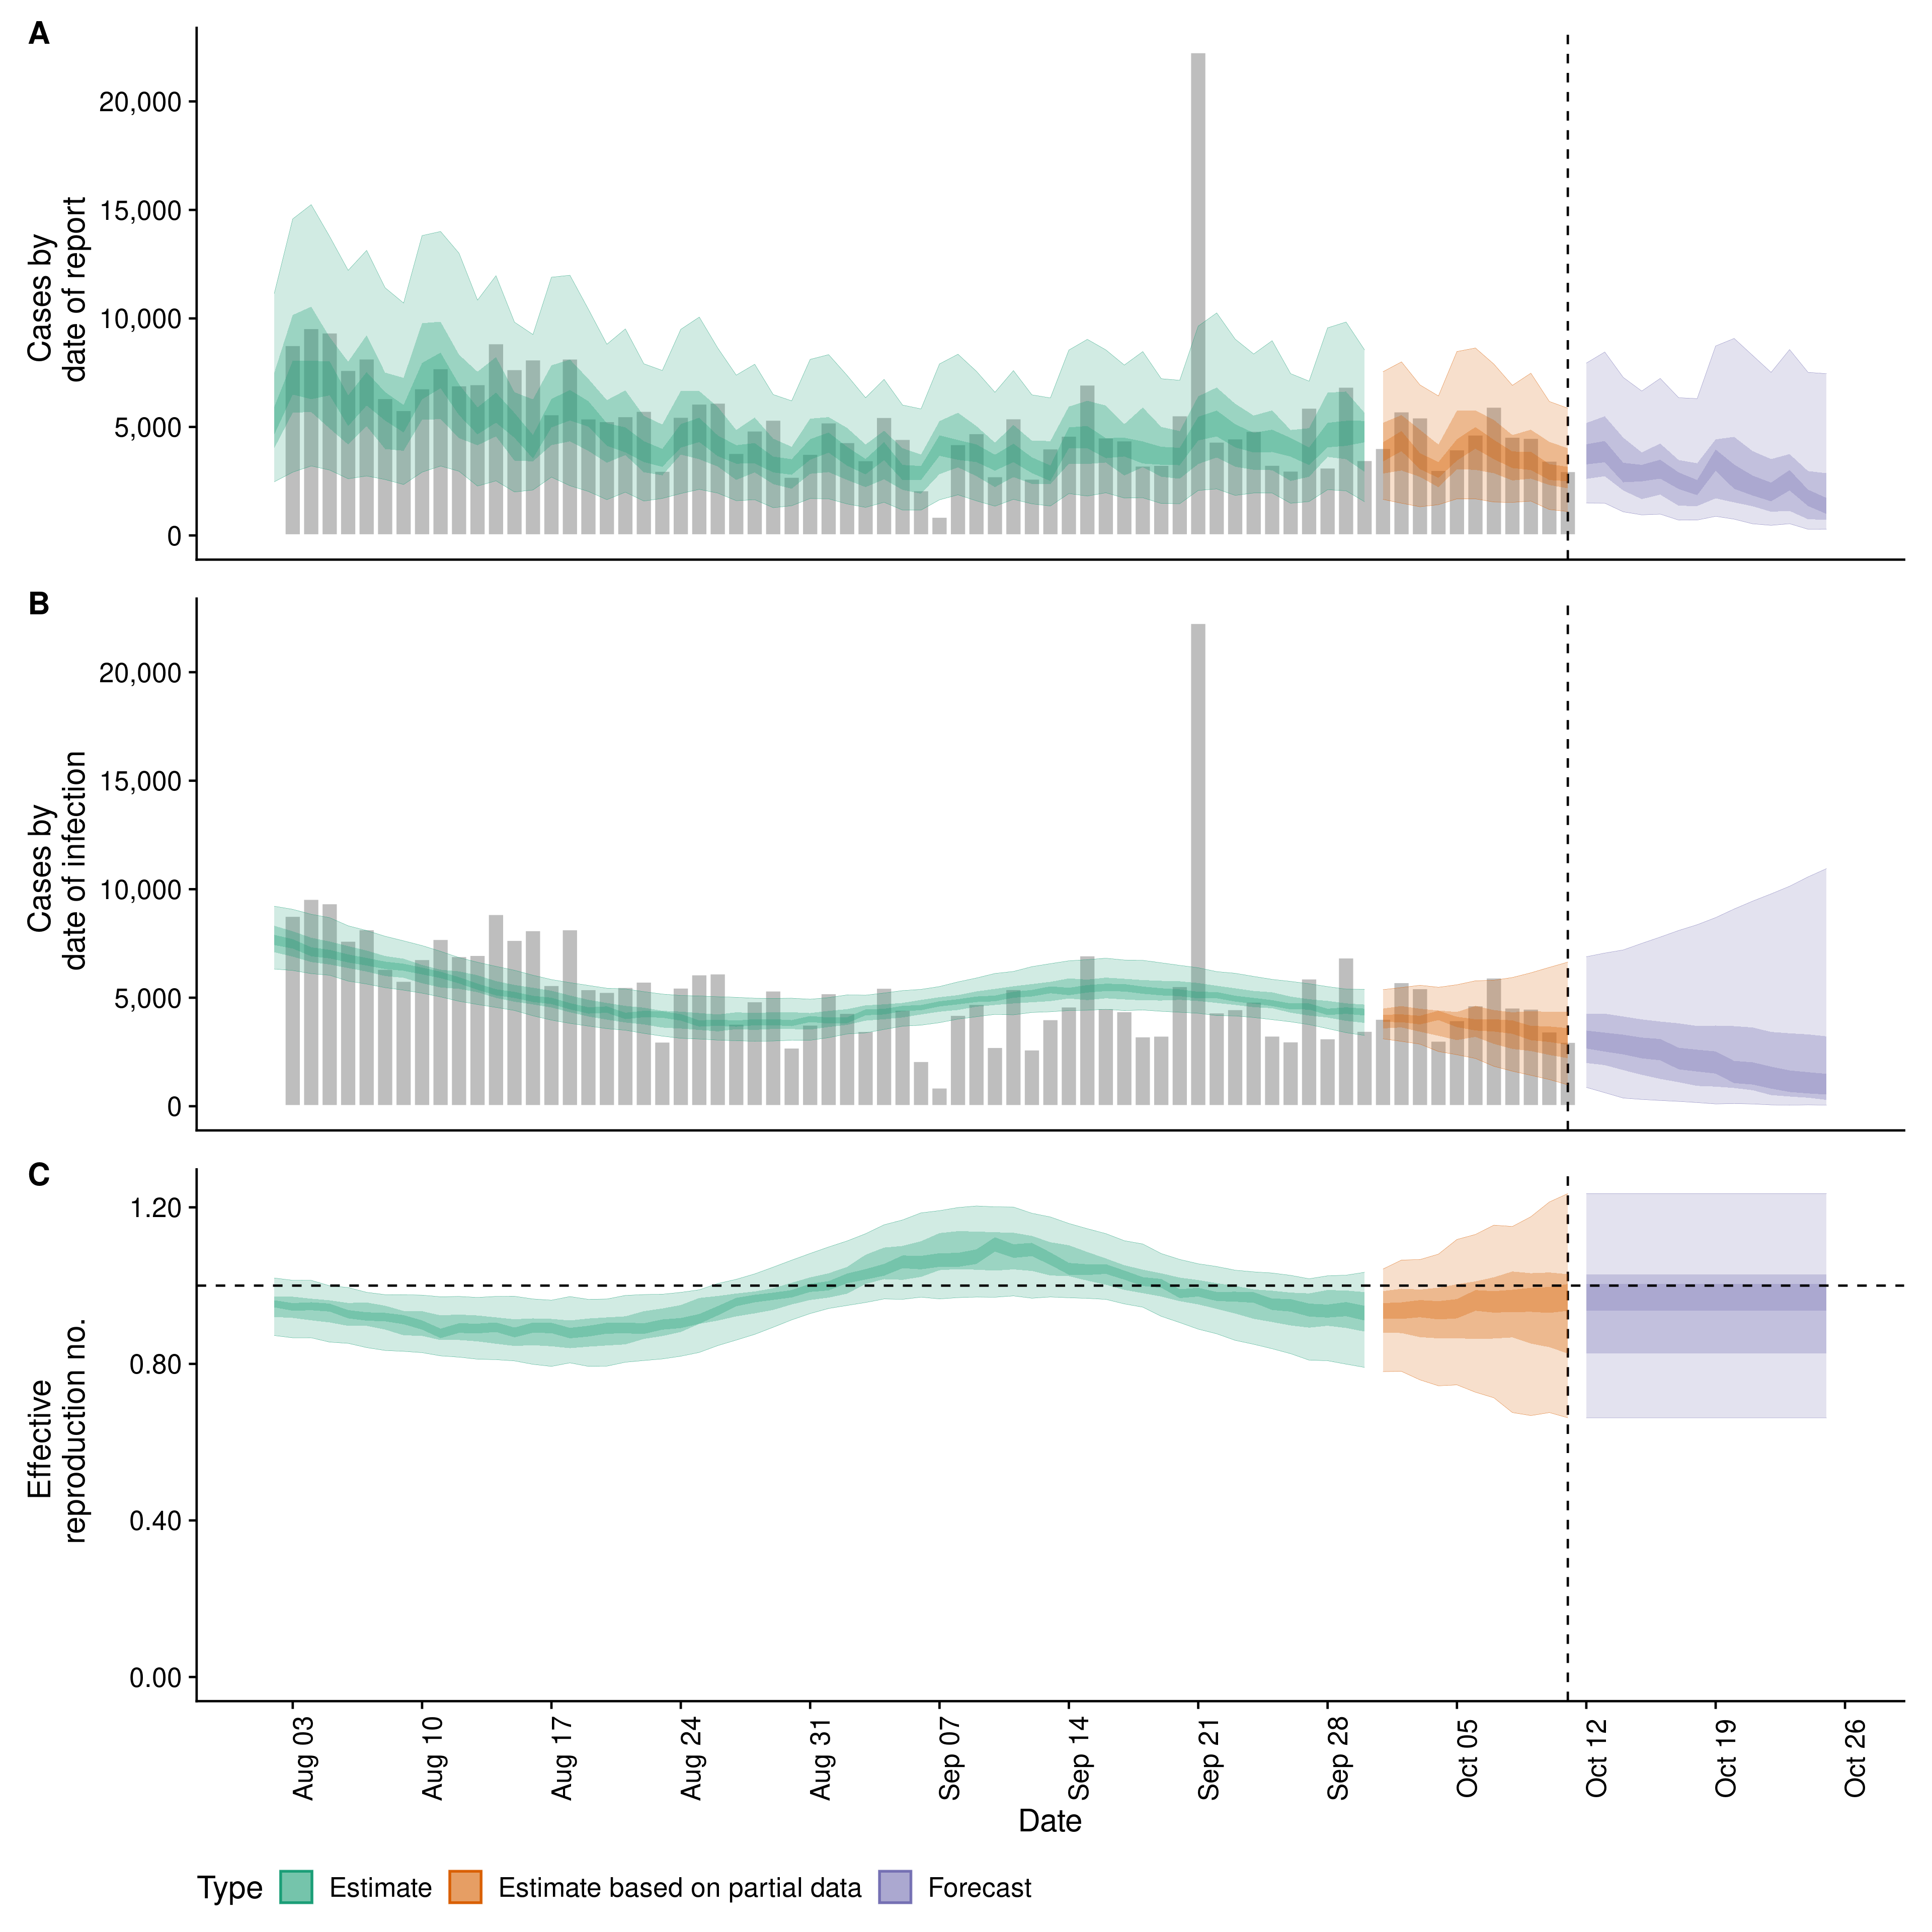 A
Cases by
date of report
20,000
15,000
10,000
5,000
0
B
Cases by
date of infection
20,000
15,000
10,000
5,000
0
C
Effective
reproduction no.
1.20
0.80
0.40
0.00
Aug 03
Aug 10
Aug 17
Aug 24
Aug 31
Sep 07
Sep 14
Sep 21
Sep 28
Oct 05
Oct 12
Oct 19
Oct 26
Date
Type Estimate Estimate based on partial data Forecast